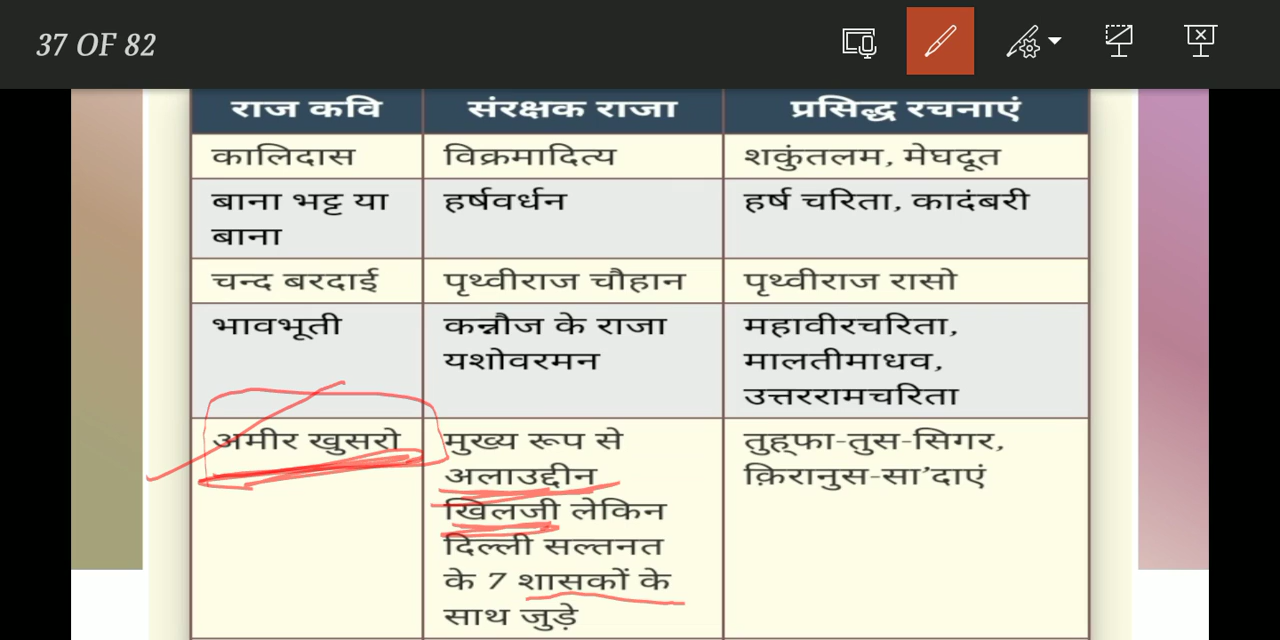 37 OF 82
राज कवि संरक्षक राजा प्रसिद्ध रचनाएं
कालिदास विक्रमादित्य शकुंतलम, मेघदूत
बाना भट्ट या हर्षवर्धन हर्ष चरिता, कादंबरी
बाना
चन्द बरदाई पृथ्वीराज चौहान पृथ्वीराज रासो
भावभूती कन्नौज के राजा महावीरचरिता,
यशोवरमन मालतीमाधव,
उत्तररामचरिता
अमीर खुसरो मुख्य रूप से तुह्फा-तुस-सिगर,
अलाउद्दीन क़िरानुस-सा’दाएं
खिलजी लेकिन
दिल्ली सल्तनत
के 7 शासकों के
साथ जुड़े